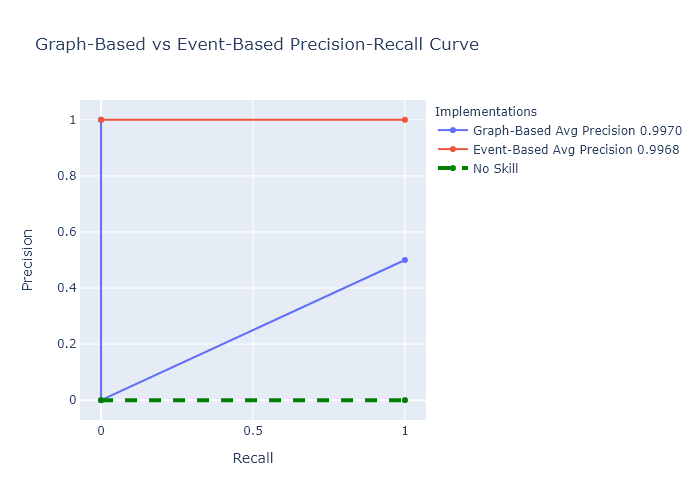 Graph-Based vs Event-Based Precision-Recall Curve
Implementations
Graph-Based Avg Precision 0.9970
Event-Based Avg Precision 0.9968
No Skill
Precision
1
0.8
0.6
0.4
0.2
0
0
0.5
1
Recall